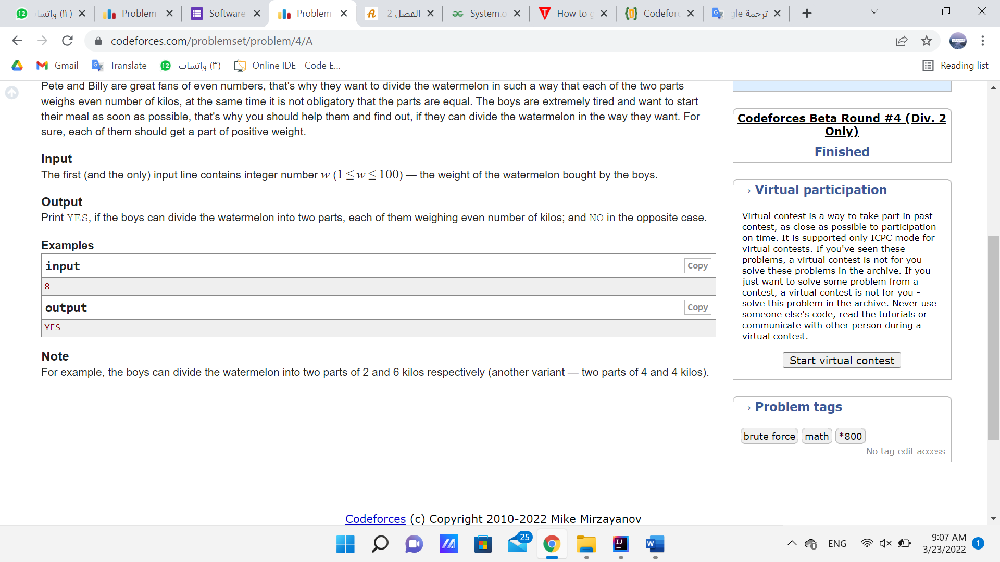 12 (١٢) واتسا
Problem
Software
Problem
الفصل 2
System.o
How to g
Codeforc
ترجمة gle
codeforces.com/problemset/problem/4/A
Gmail
Translate
12 واتساب (٣)
Online IDE - Code E...
Reading list
Pete and Billy are great fans of even numbers, that's why they want to divide the watermelon in such a way that each of the two parts
weighs even number of kilos, at the same time it is not obligatory that the parts are equal. The boys are extremely tired and want to start
their meal as soon as possible, that's why you should help them and find out, if they can divide the watermelon in the way they want. For
sure, each of them should get a part of positive weight.
Input
The first (and the only) input line contains integer number w (1 ≤ w ≤ 100) — the weight of the watermelon bought by the boys.
Output
Print YES, if the boys can divide the watermelon into two parts, each of them weighing even number of kilos; and NO in the opposite case.
Examples
input
Copy
8
output
Copy
YES
Note
For example, the boys can divide the watermelon into two parts of 2 and 6 kilos respectively (another variant — two parts of 4 and 4 kilos).
Codeforces Beta Round #4 (Div. 2
Only)
Finished
→ Virtual participation
Virtual contest is a way to take part in past
contest, as close as possible to participation
on time. It is supported only ICPC mode for
virtual contests. If you've seen these
problems, a virtual contest is not for you -
solve these problems in the archive. If you
just want to solve some problem from a
contest, a virtual contest is not for you -
solve this problem in the archive. Never use
someone else's code, read the tutorials or
communicate with other person during a
virtual contest.
Start virtual contest
→ Problem tags
brute force math *800
No tag edit access
Codeforces (c) Copyright 2010-2022 Mike Mirzayanov
25
IJ
W
ENG
9:07 AM
3/23/2022
1